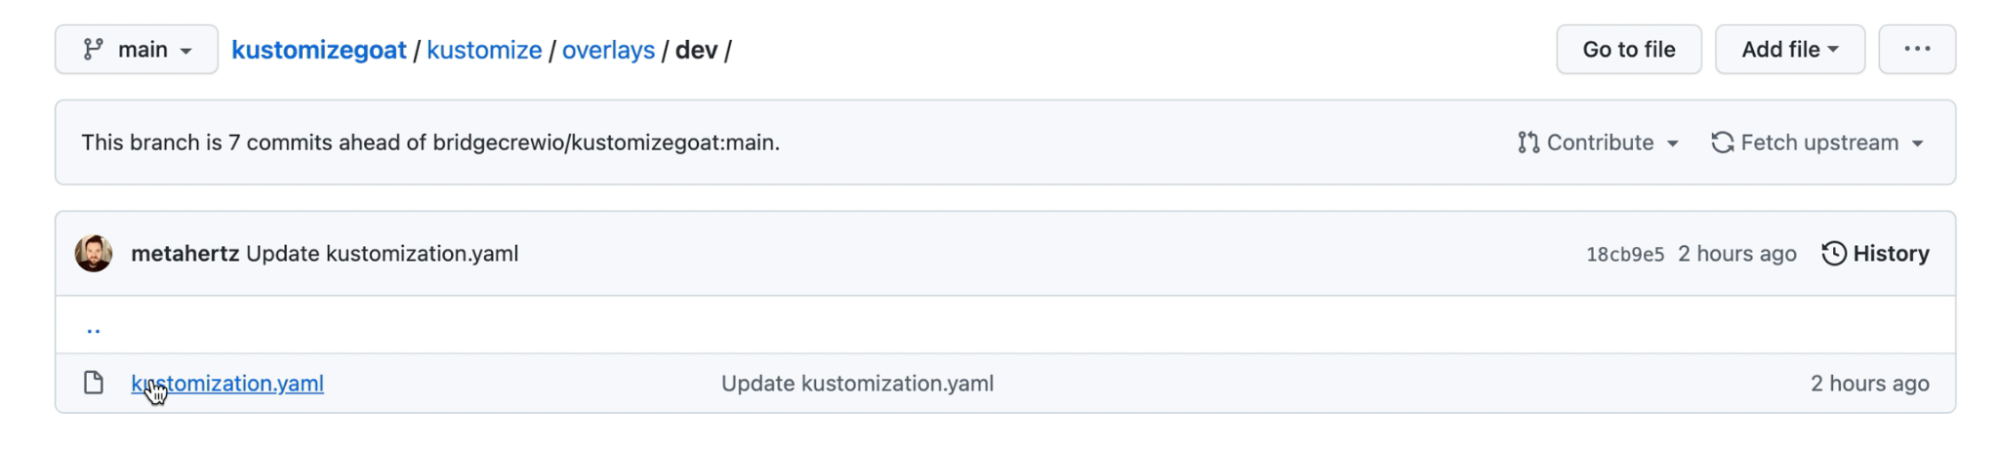 main kustomizegoat / kustomize / overlays / dev / Go to file Add file ...
This branch is 7 commits ahead of bridgecrewio/kustomizegoat:main. Contribute Fetch upstream
metahertz Update kustomization.yaml 18cb9e5 2 hours ago History
..
kustomization.yaml Update kustomization.yaml 2 hours ago